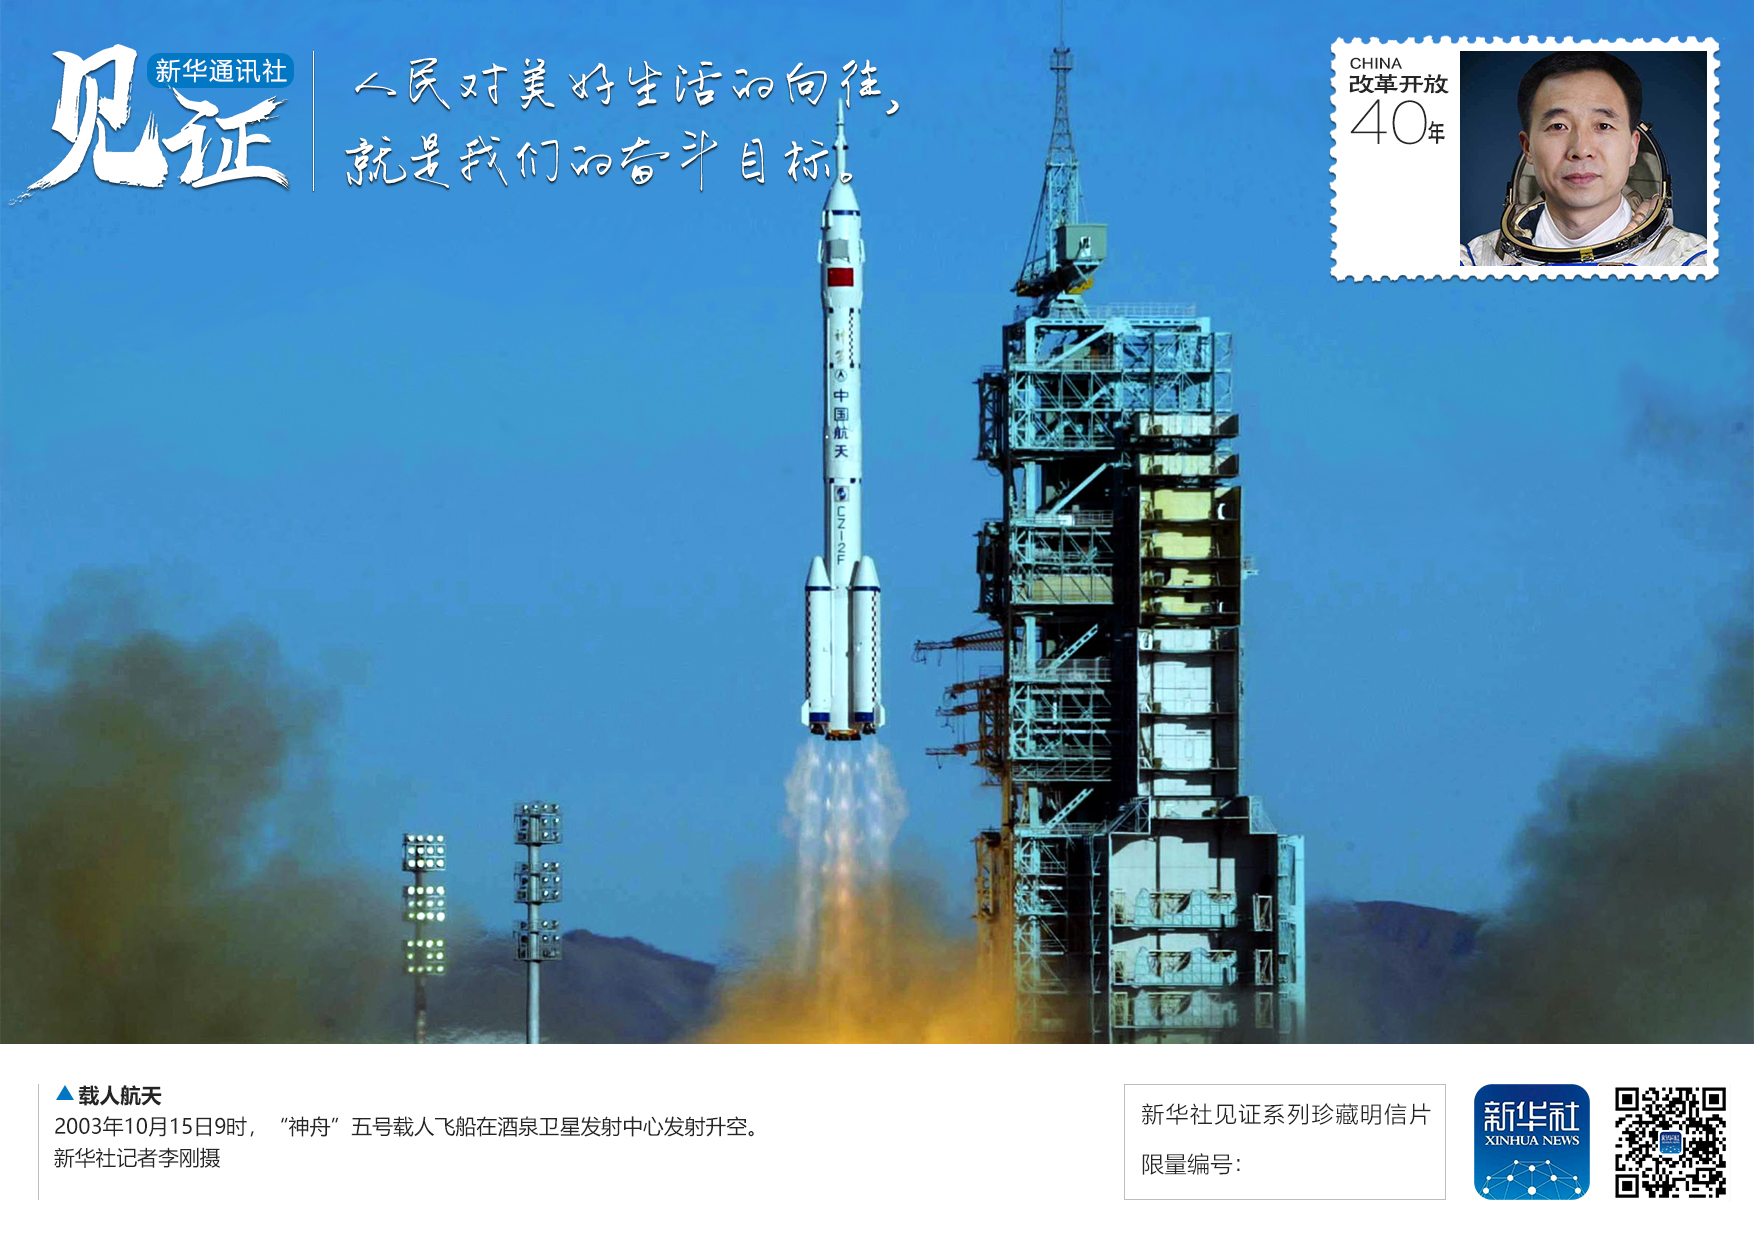 见证
新华通讯社
人民对美好生活的向往，
就是我们的奋斗目标。
CHINA
改革开放
40年
神舟
中国航天
CZ-2F
▲载人航天
2003年10月15日9时，“神舟”五号载人飞船在酒泉卫星发射中心发射升空。
新华社记者李刚摄
新华社见证系列珍藏明信片
限量编号：
新华社
XINHUA NEWS